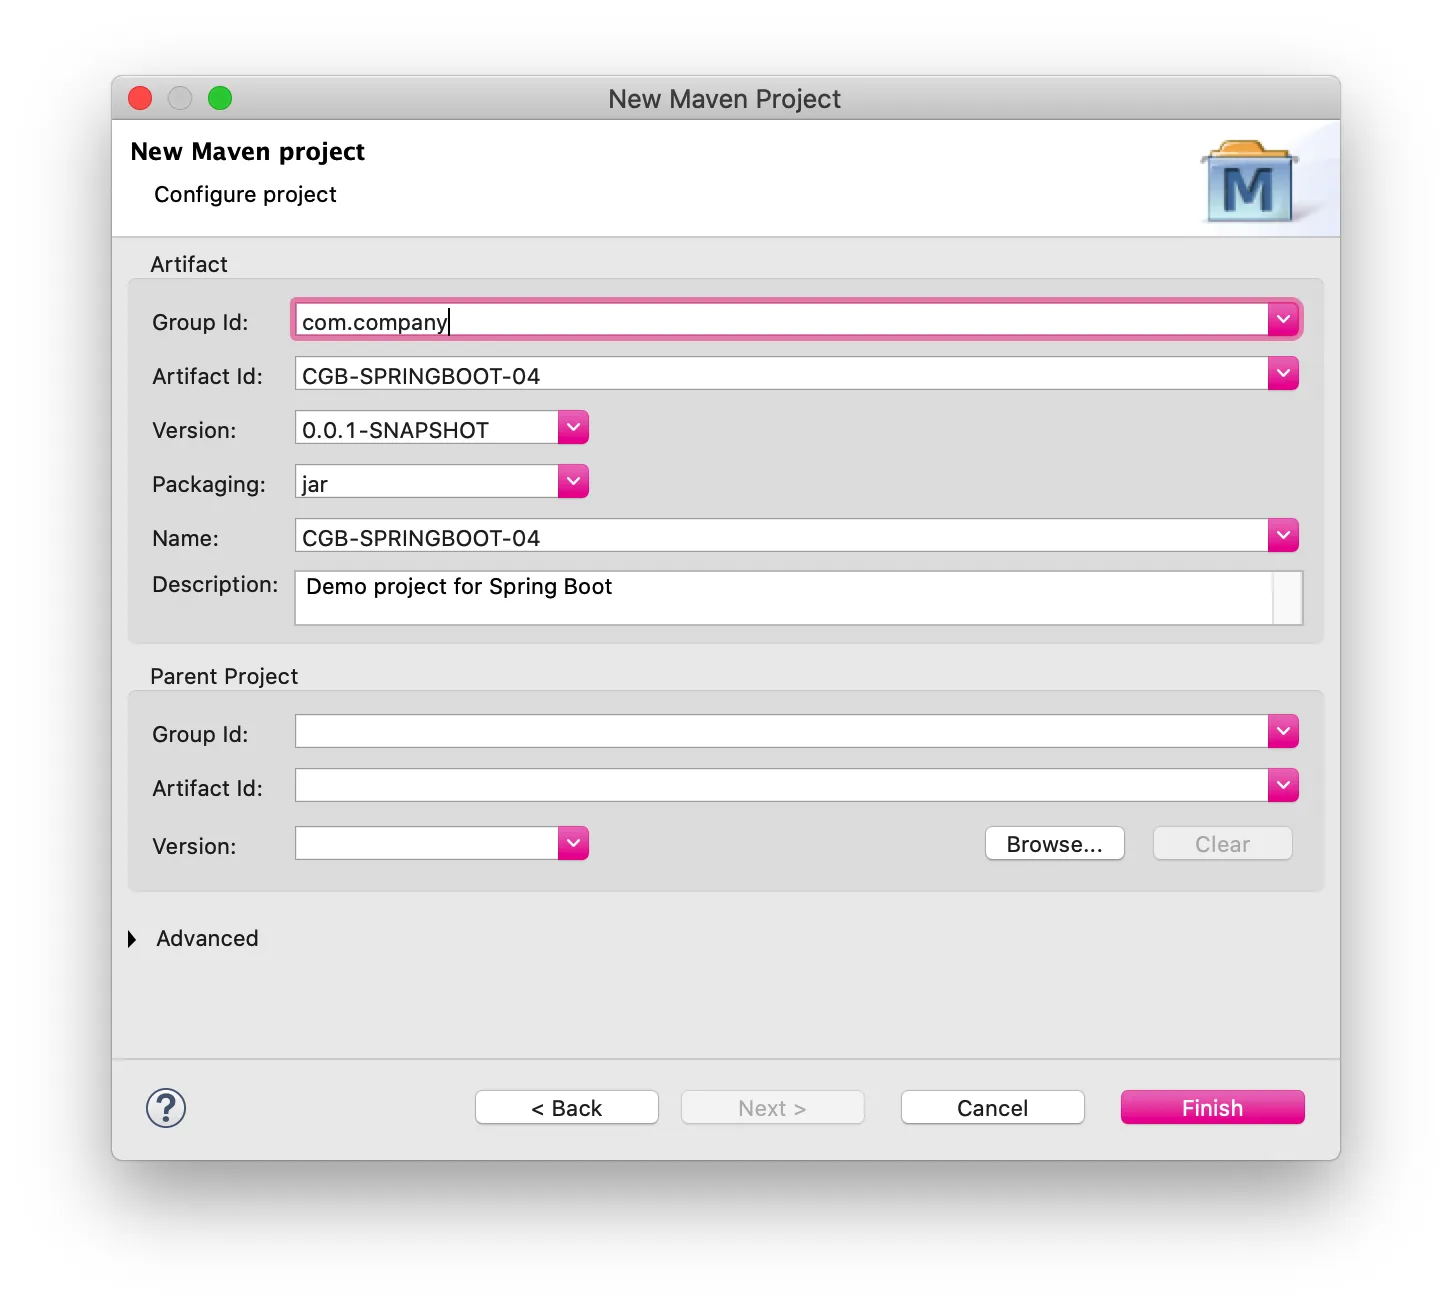 New Maven Project
New Maven project
Configure project
M
Artifact
Group Id: com.company
Artifact Id: CGB-SPRINGBOOT-04
Version: 0.0.1-SNAPSHOT
Packaging: jar
Name: CGB-SPRINGBOOT-04
Description: Demo project for Spring Boot
Parent Project
Group Id:
Artifact Id:
Version: Browse... Clear
Advanced
? < Back Next > Cancel Finish